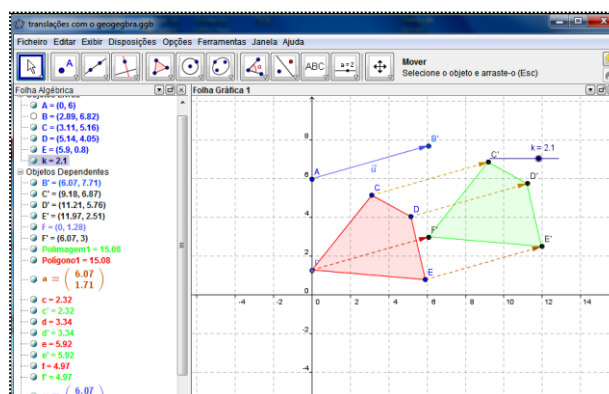 translações com o geogegbra.ggb
Ficheiro Editar Exibir Disposições Opções Ferramentas Janela Ajuda
A
ABC
a=2
Mover
Selecione o objeto e arraste-o (Esc)
Folha Algébrica
Folha Gráfica 1
A = (0, 6)
B = (2.89, 6.82)
C = (3.11, 5.16)
D = (5.14, 4.05)
E = (5.9, 0.8)
k = 2.1
Objetos Dependentes
B' = (6.07, 7.71)
C' = (9.18, 6.87)
D' = (11.21, 5.76)
E' = (11.97, 2.51)
F = (0, 1.28)
F' = (6.07, 3)
Polimagem1 = 15.08
Polígono1 = 15.08
a = ( 6.07
1.71 )
c = 2.32
c' = 2.32
d = 3.34
d' = 3.34
e = 5.92
e' = 5.92
f = 4.97
f' = 4.97
( 6.07
8
6
4
2
0
-2
-4
-4 -2 0 2 4 6 8 10 12 14
A
B'
u
C
D
E
C'
D'
E'
F'
k = 2.1